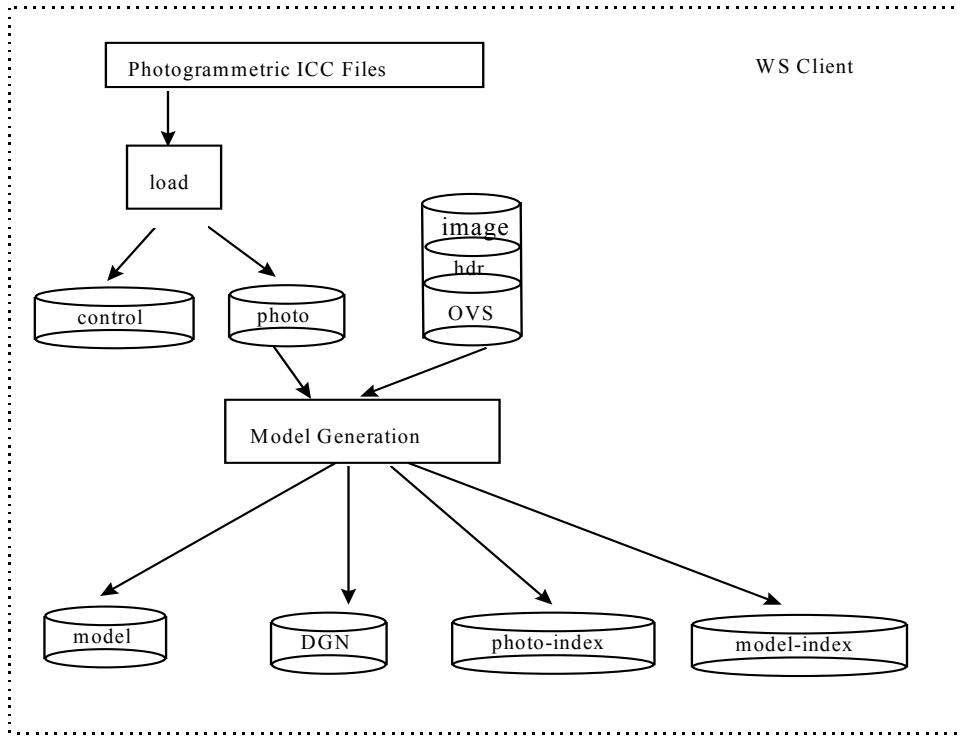 Photogrammetric ICC Files
WS Client
load
image
hdr
OVS
control
photo
Model Generation
model
DGN
photo-index
model-index